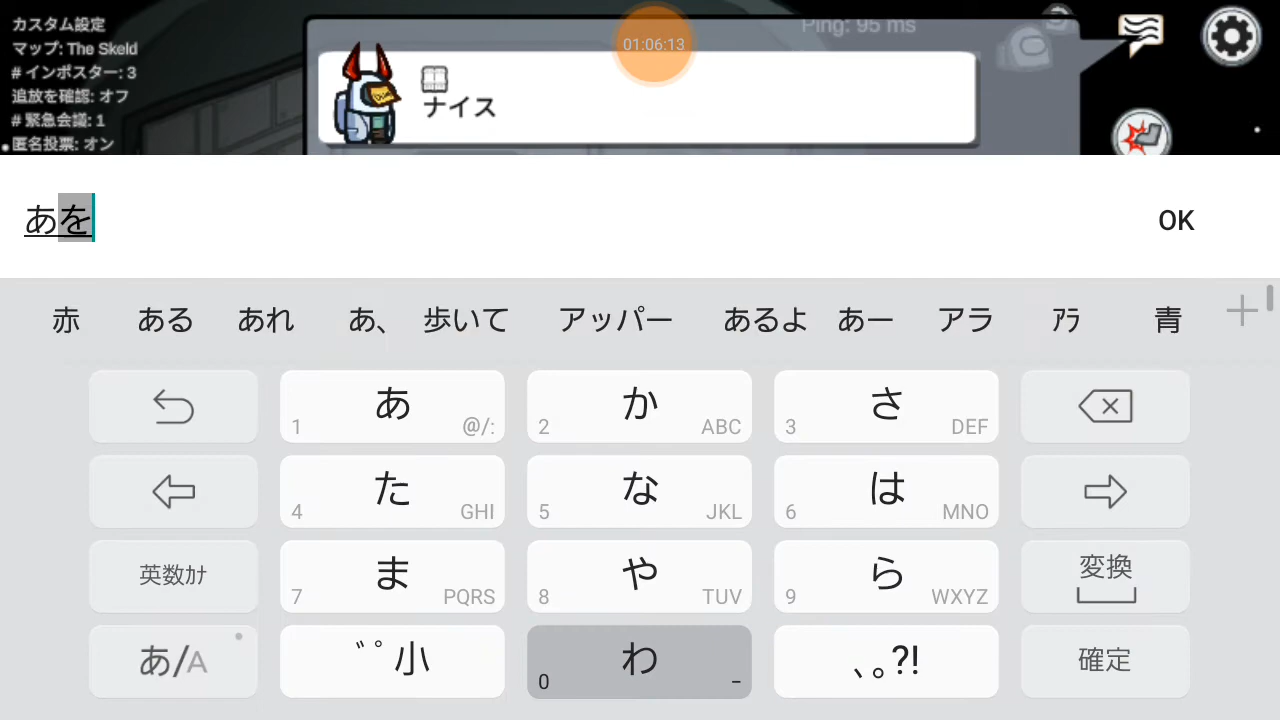 カスタム設定
マップ: The Skeld
# インポスター: 3
追放を確認: オフ
# 緊急会議: 1
匿名投票: オン
Ping: 95 ms
01:06:13
ナイス
あを
OK
赤 ある あれ あ、 歩いて アッパー あるよ あー アラ ｱﾗ 青
あ 1 @/: か 2 ABC さ 3 DEF
た 4 GHI な 5 JKL は 6 MNO
英数ｶﾅ ま 7 PQRS や 8 TUV ら 9 WXYZ 変換
あ/A ゛゜小 わ 0 － 、。?! 確定